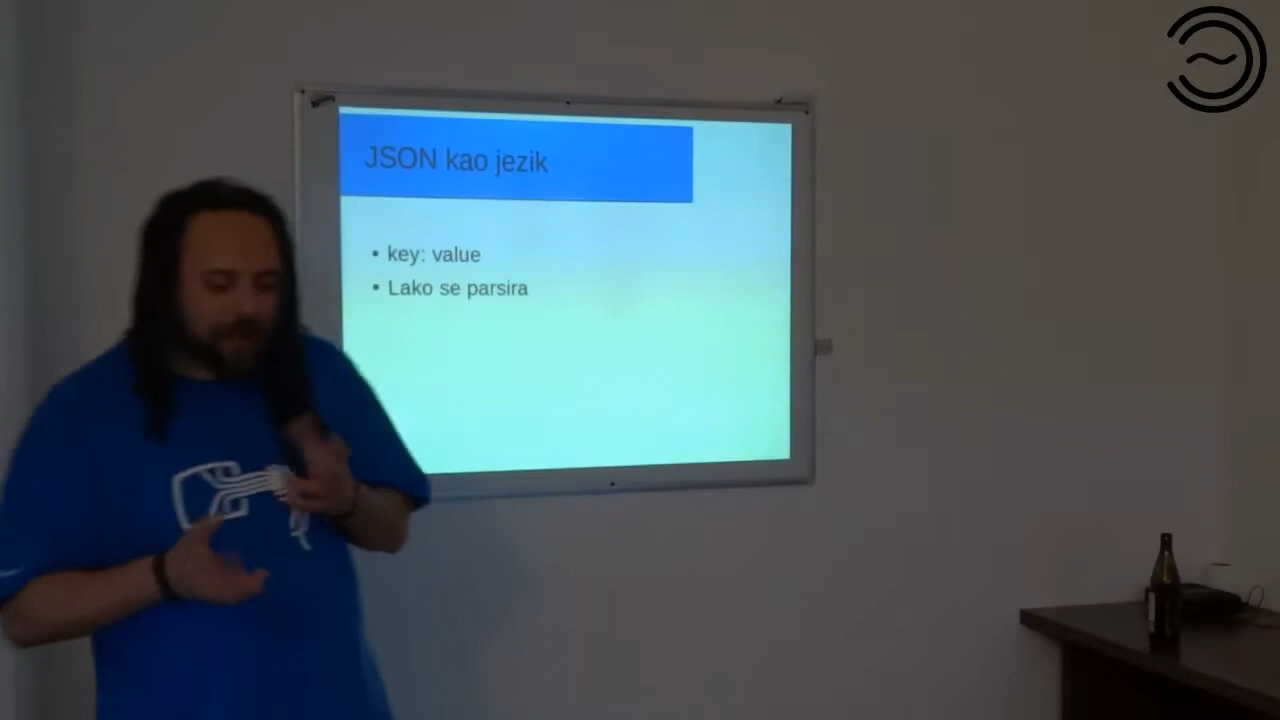 JSON kao jezik
• key: value
• Lako se parsira